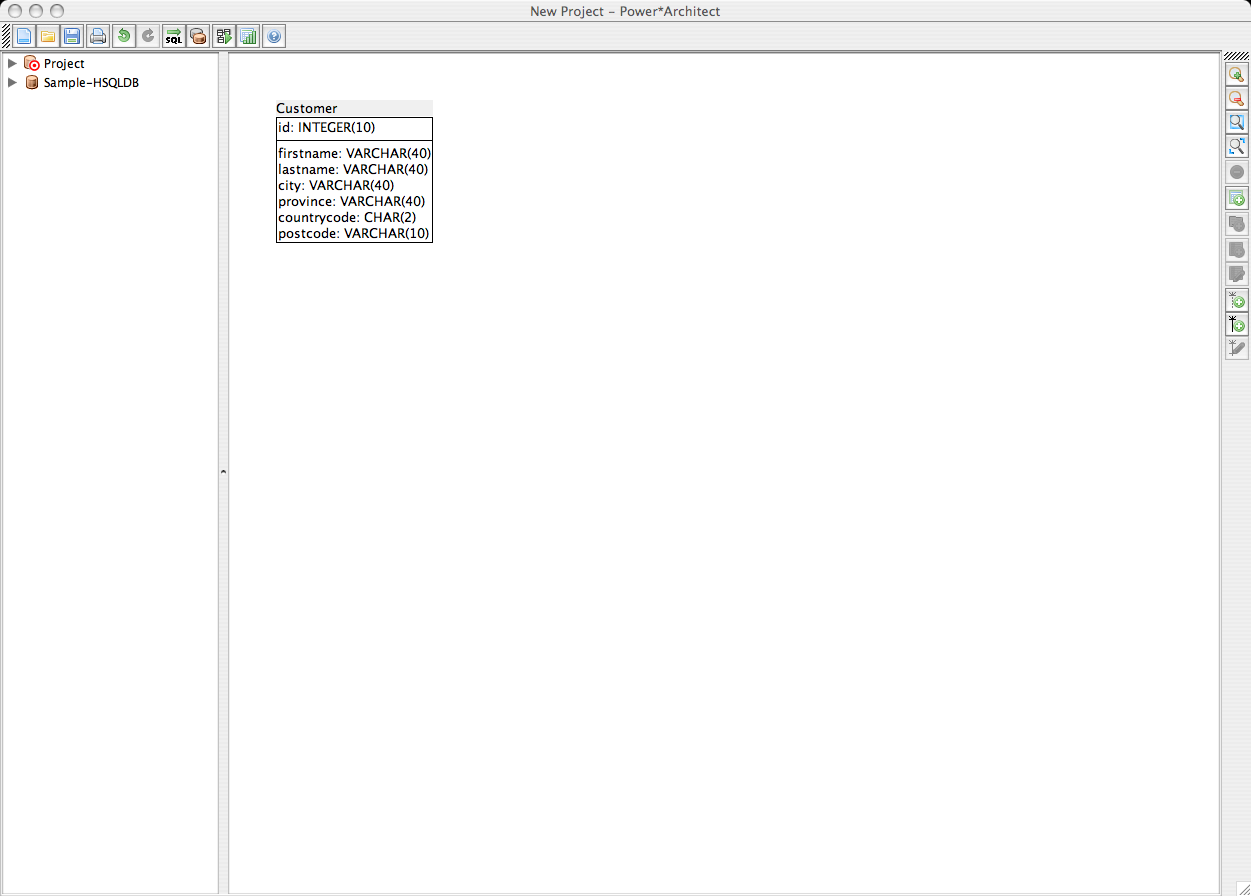 New Project – Power*Architect
SQL
Project
Sample-HSQLDB
Customer
id: INTEGER(10)
firstname: VARCHAR(40)
lastname: VARCHAR(40)
city: VARCHAR(40)
province: VARCHAR(40)
countrycode: CHAR(2)
postcode: VARCHAR(10)